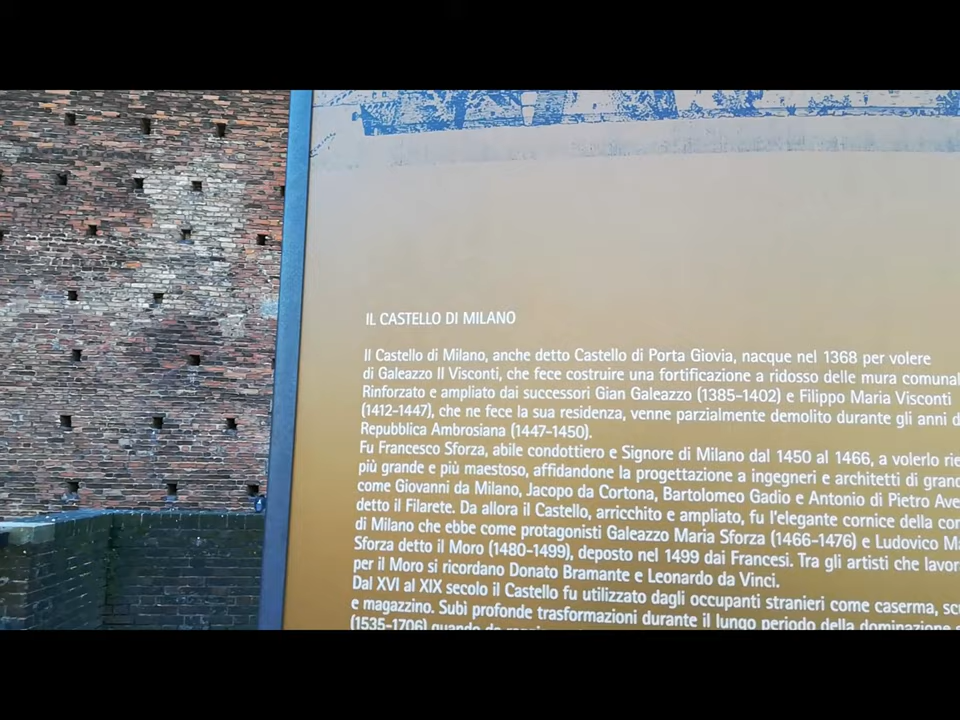 IL CASTELLO DI MILANO
Il Castello di Milano, anche detto Castello di Porta Giovia, nacque nel 1368 per volere
di Galeazzo II Visconti, che fece costruire una fortificazione a ridosso delle mura
Rinforzato e ampliato dai successori Gian Galeazzo (1385-1402) e Filippo Maria Visconti
(1412-1447), che ne fece la sua residenza, venne parzialmente demolito durante gli anni
Repubblica Ambrosiana (1447-1450).
Fu Francesco Sforza, abile condottiero e Signore di Milano dal 1450 al 1466, a volerlo
più grande e più maestoso, affidandone la progettazione a ingegneri e architetti di
come Giovanni da Milano, Jacopo da Cortona, Bartolomeo Gadio e Antonio di Pietro
detto il Filarete. Da allora il Castello, arricchito e ampliato, fu l'elegante cornice della
di Milano che ebbe come protagonisti Galeazzo Maria Sforza (1466-1476) e Ludovico
Sforza detto il Moro (1480-1499), deposto nel 1499 dai Francesi. Tra gli artisti che
per il Moro si ricordano Donato Bramante e Leonardo da Vinci.
Dal XVI al XIX secolo il Castello fu utilizzato dagli occupanti stranieri come caserma,
e magazzino. Subì profonde trasformazioni durante il lungo periodo della dominazione
(1535-1706) quando da